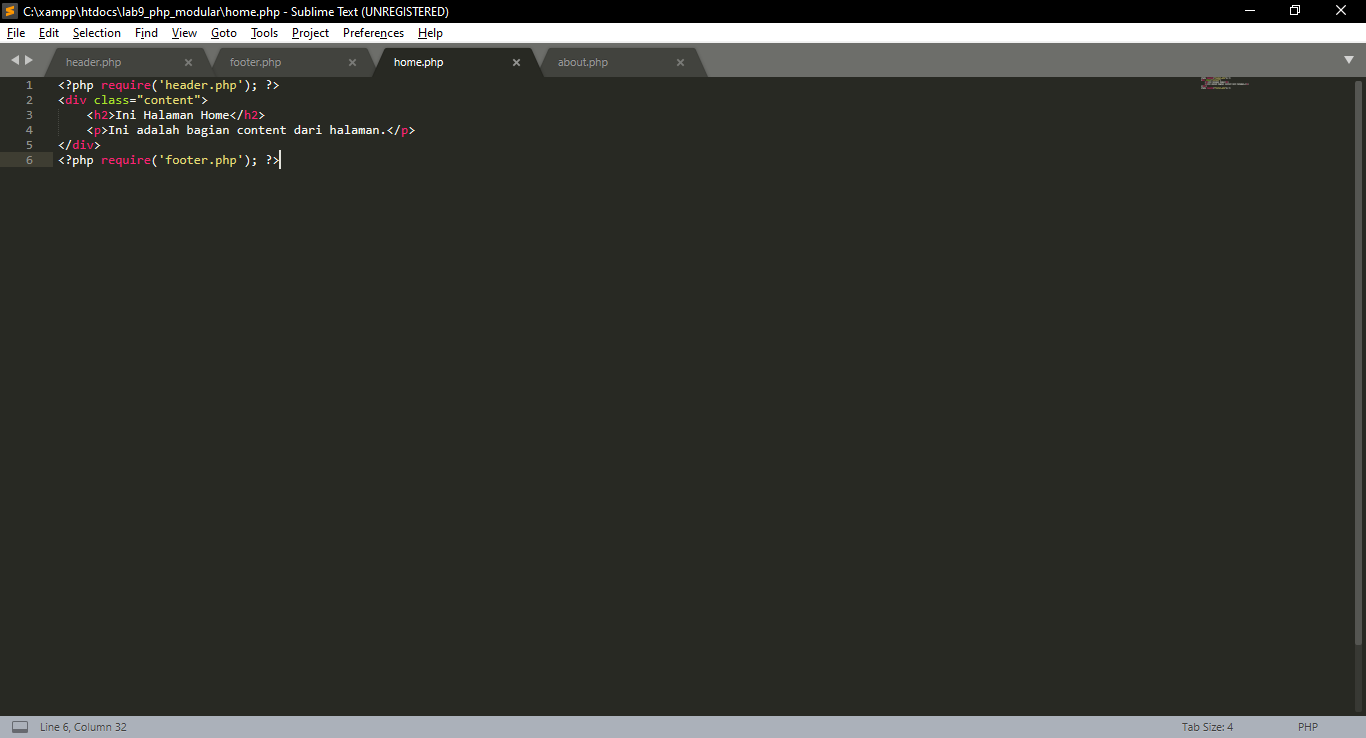 C:\xampp\htdocs\lab9_php_modular\home.php - Sublime Text (UNREGISTERED)
File Edit Selection Find View Goto Tools Project Preferences Help
header.php footer.php home.php about.php
1 <?php require('header.php'); ?>
2 <div class="content">
3     <h2>Ini Halaman Home</h2>
4     <p>Ini adalah bagian content dari halaman.</p>
5 </div>
6 <?php require('footer.php'); ?>
Line 6, Column 32 Tab Size: 4 PHP